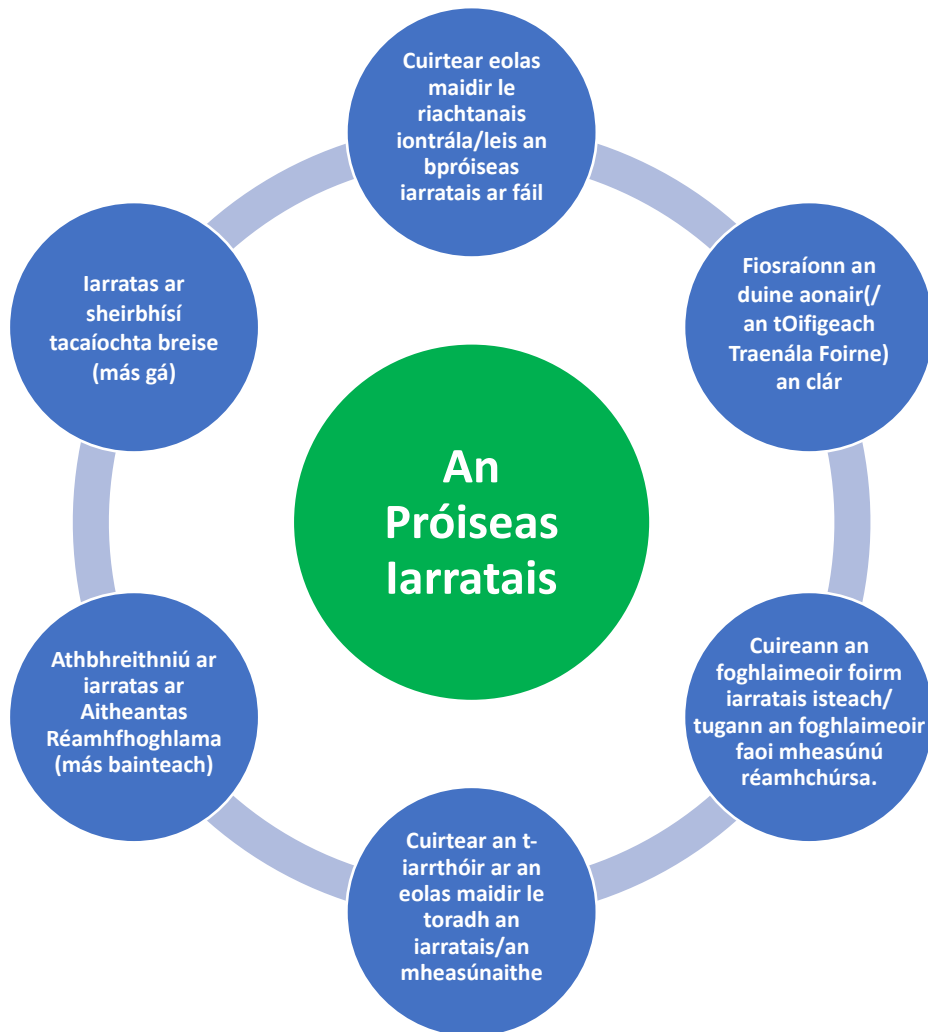 Cuirtear eolas
maidir le
riachtanais
iontrála/leis an
bpróiseas
iarratais ar fáil
Fiosraíonn an
duine aonair(/
an tOifigeach
Traenála Foirne)
an clár
Cuireann an
foghlaimeoir foirm
iarratais isteach/
tugann an foghlaimeoir
faoi mheasúnú
réamhchúrsa.
Cuirtear an t-
iarrthóir ar an
eolas maidir le
toradh an
iarratais/an
mheasúnaithe
Athbhreithniú ar
iarratas ar
Aitheantas
Réamhfhoghlama
(más bainteach)
Iarratas ar
sheirbhísí
tacaíochta breise
(más gá)
An
Próiseas
Iarratais